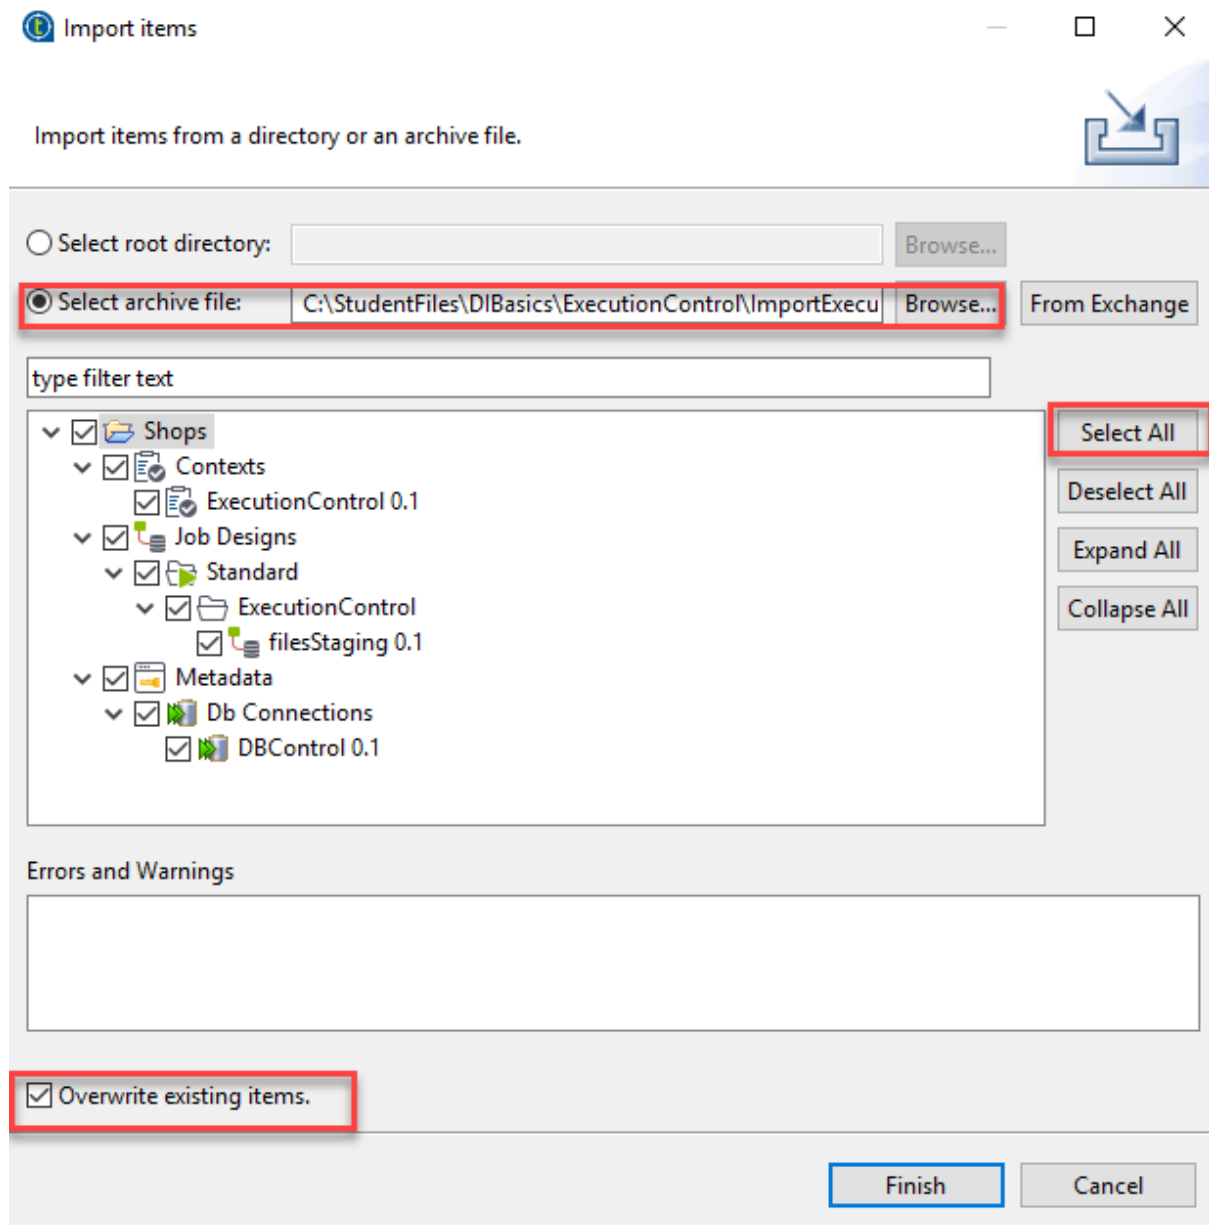 Import items
Import items from a directory or an archive file.
Select root directory: Browse...
Select archive file: C:\StudentFiles\DIBasics\ExecutionControl\ImportExecu Browse... From Exchange
type filter text
Shops Select All
Contexts
ExecutionControl 0.1 Deselect All
Job Designs Expand All
Standard
ExecutionControl Collapse All
filesStaging 0.1
Metadata
Db Connections
DBControl 0.1
Errors and Warnings
Overwrite existing items.
Finish Cancel